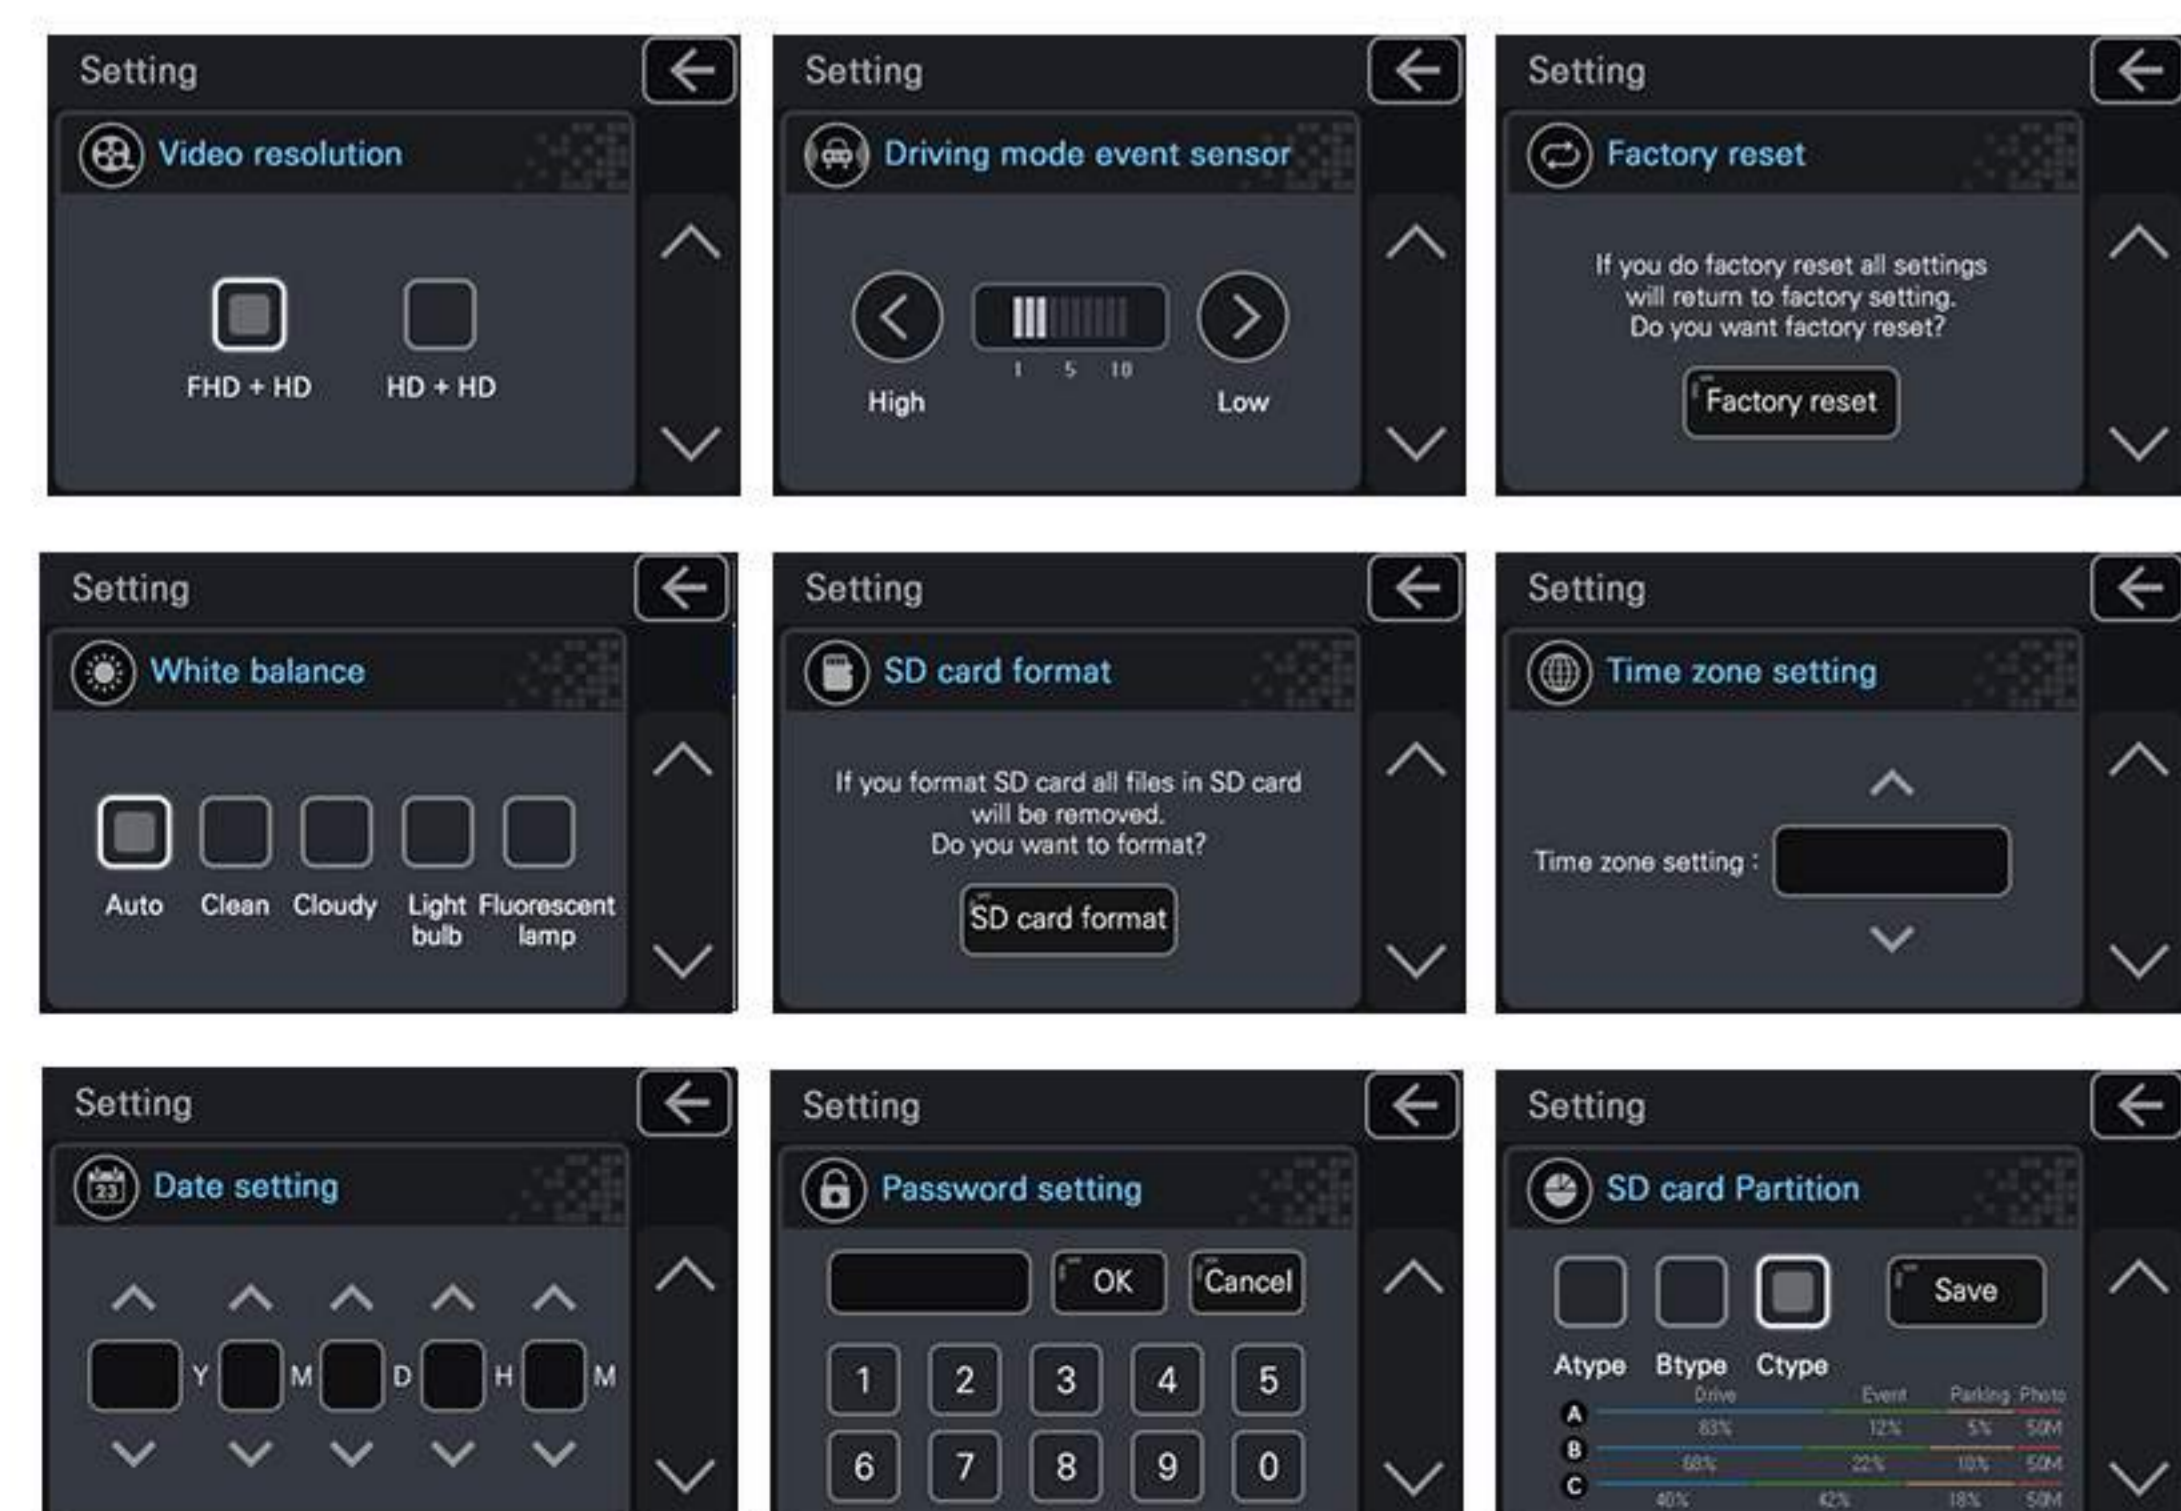 Setting
Video resolution
FHD + HD HD + HD
Setting
Driving mode event sensor
1 5 10
High Low
Setting
Factory reset
If you do factory reset all settings
will return to factory setting.
Do you want factory reset?
Factory reset
Setting
White balance
Auto Clean Cloudy Light bulb Fluorescent lamp
Setting
SD card format
If you format SD card all files in SD card
will be removed.
Do you want to format?
SD card format
Setting
Time zone setting
Time zone setting :
Setting
23 Date setting
Y M D H M
Setting
Password setting
OK Cancel
1 2 3 4 5
6 7 8 9 0
Setting
SD card Partition
Save
Atype Btype Ctype
Drive Event Parking Photo
A
83% 12% 5% 50M
B
68% 22% 10% 50M
C
40% 42% 18% 50M